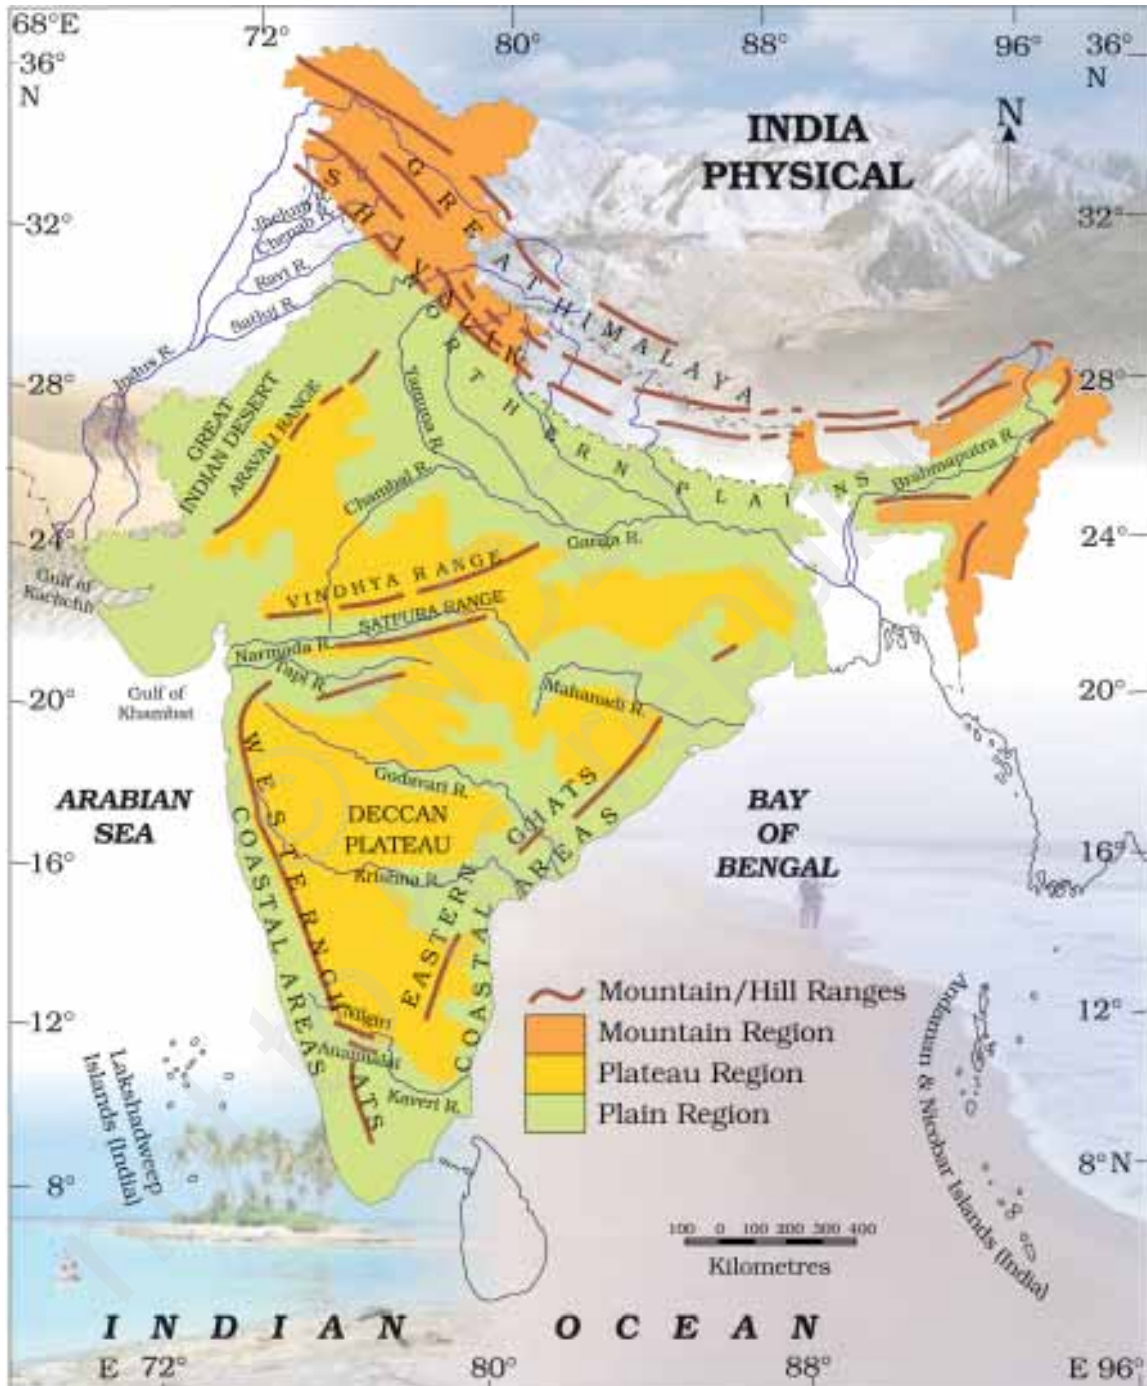 68°E
72°
80°
88°
96°
36°
N
36°
N
N
INDIA
PHYSICAL
32°
32°
28°
28°
24°
24°
20°
20°
16°
16°
12°
12°
8°
8°N
GREAT HIMALAYA
SHIWALIK
NORTHERN PLAINS
Jhelum R.
Chenab R.
Ravi R.
Satluj R.
Indus R.
GREAT
INDIAN DESERT
ARAVALI RANGE
Yamuna R.
Chambal R.
Ganga R.
Brahmaputra R.
Gulf of
Kachchh
VINDHYA RANGE
SATPURA RANGE
Narmada R.
Tapi R.
Mahanadi R.
Gulf of
Khambat
Godavari R.
DECCAN
PLATEAU
Krishna R.
WESTERN GHATS
COASTAL AREAS
EASTERN GHATS
COASTAL AREAS
Nilgiri
Anaimalai
Kaveri R.
ARABIAN
SEA
BAY
OF
BENGAL
Lakshadweep
Islands (India)
Andaman & Nicobar Islands (India)
Mountain/Hill Ranges
Mountain Region
Plateau Region
Plain Region
100 0 100 200 300 400
Kilometres
INDIAN OCEAN
E 72°
80°
88°
E 96°